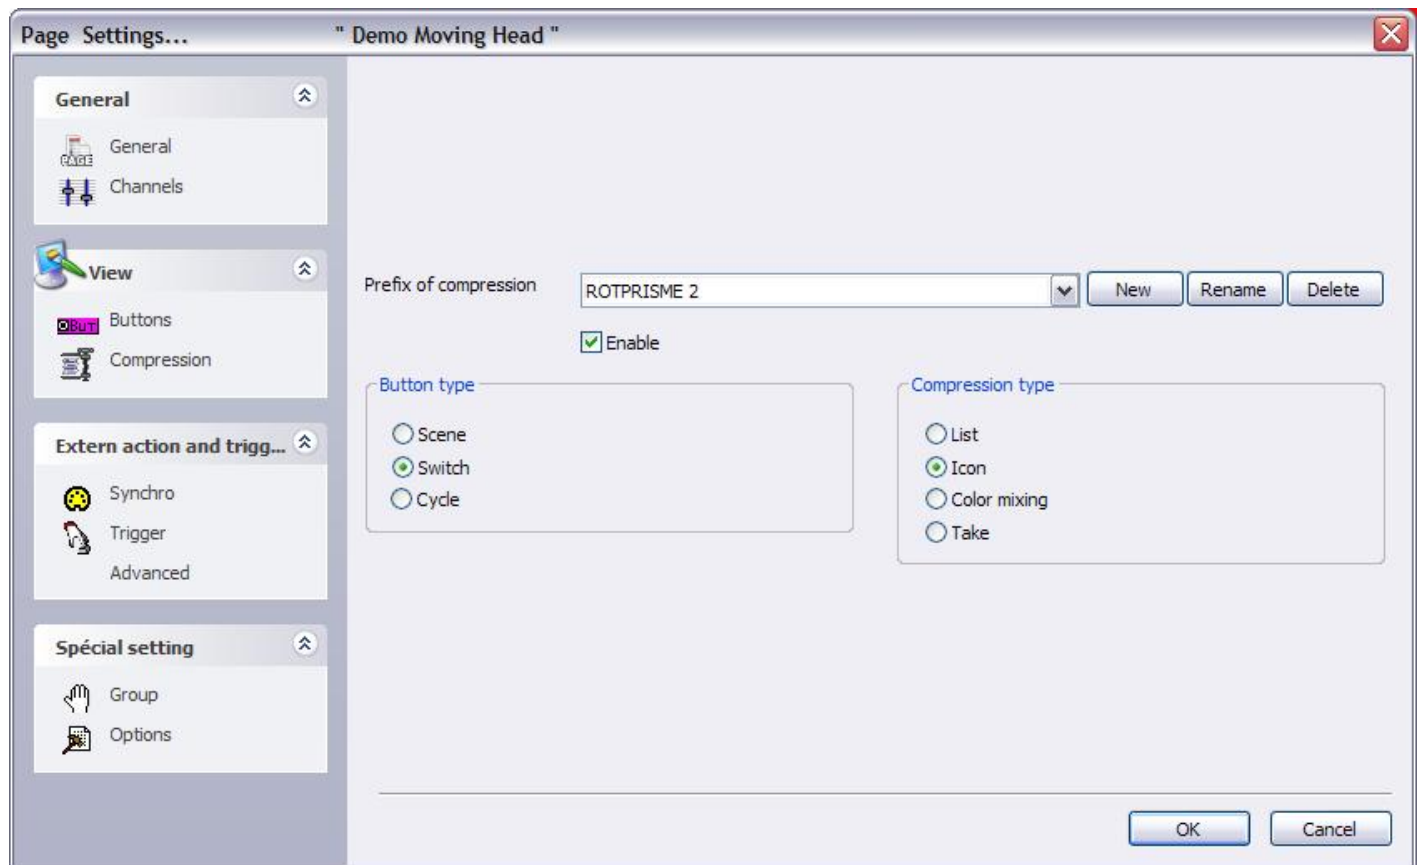 Page Settings... " Demo Moving Head "
General
PAGE
General
Channels
View
OBUT
Buttons
Compression
Extern action and trigg...
Synchro
Trigger
Advanced
Spécial setting
Group
Options
Prefix of compression ROTPRISME 2 New Rename Delete
Enable
Button type
Scene
Switch
Cycle
Compression type
List
Icon
Color mixing
Take
OK Cancel